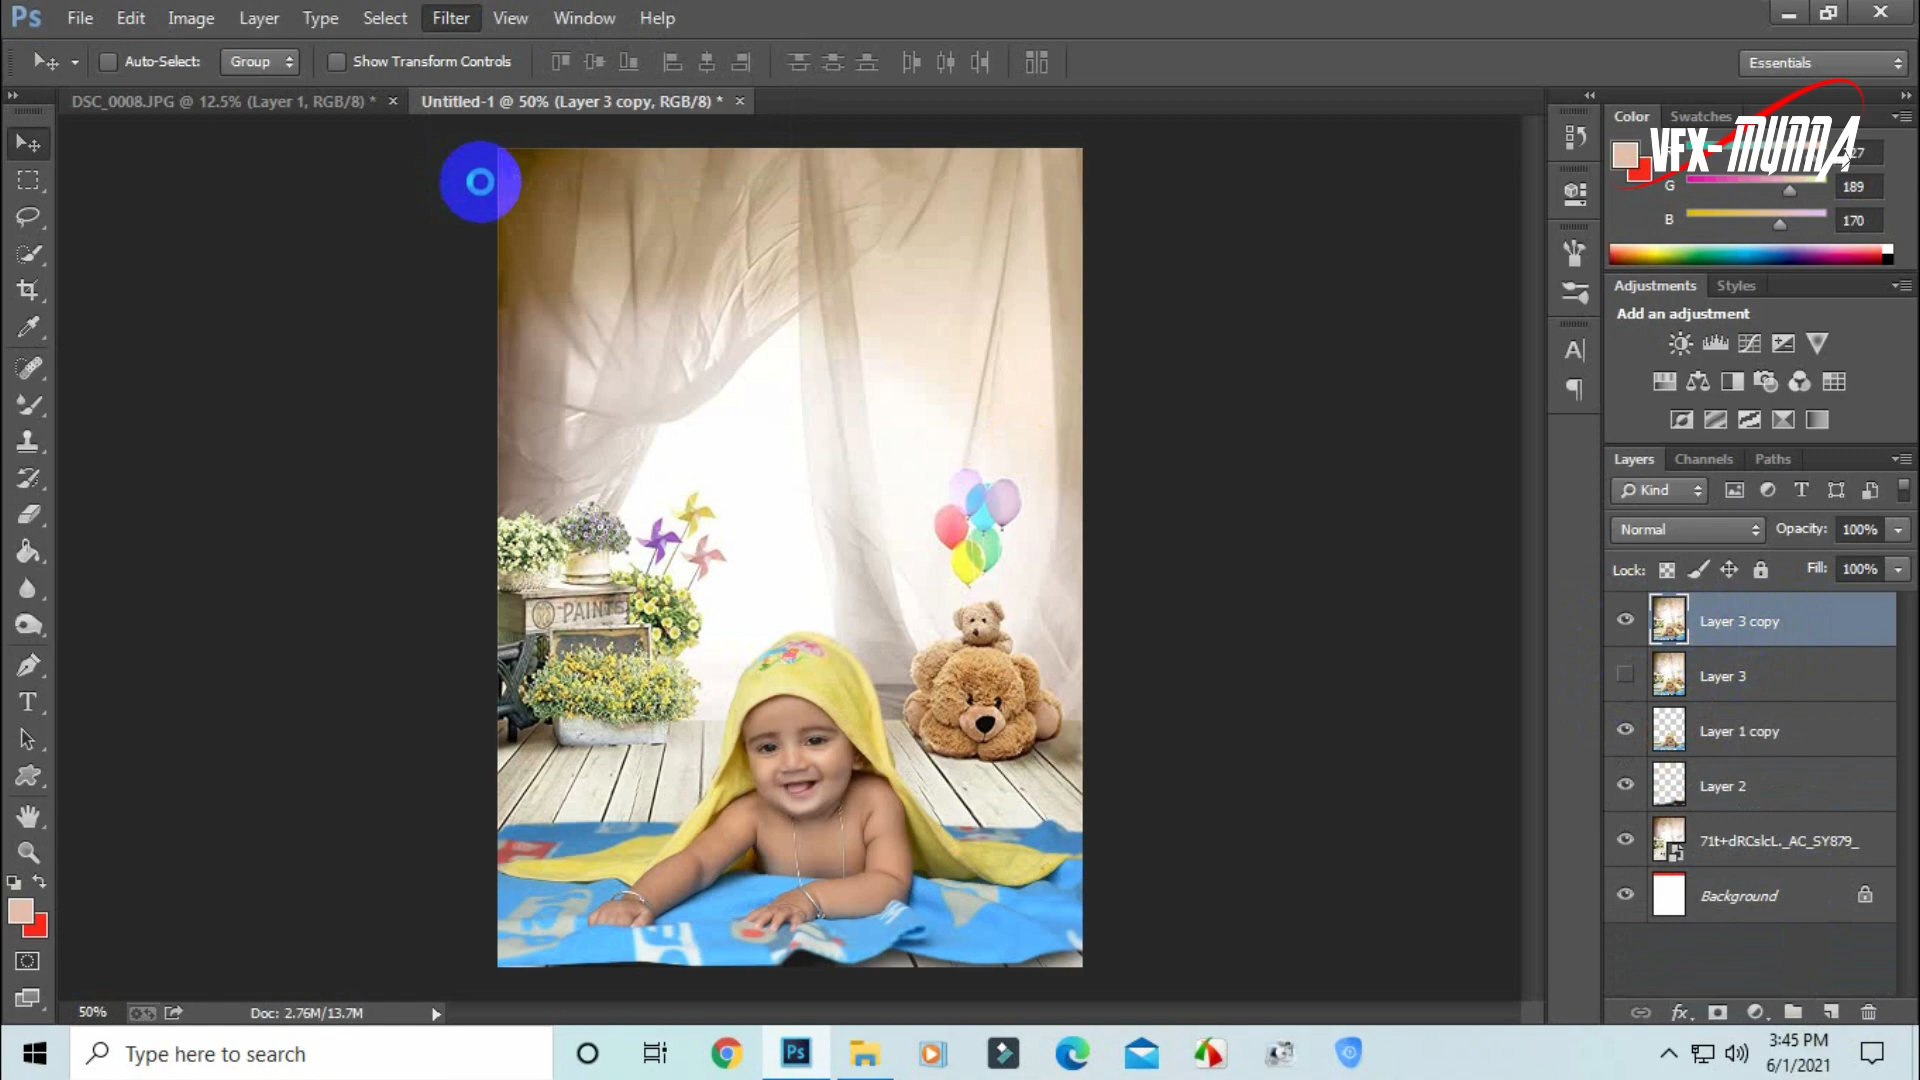 Ps File Edit Image Layer Type Select Filter View Window Help
Auto-Select: Group Show Transform Controls Essentials
DSC_0008.JPG @ 12.5% (Layer 1, RGB/8) * × Untitled-1 @ 50% (Layer 3 copy, RGB/8) * ×
Color Swatches
VFX-MUNNA
G 189
B 170
Adjustments Styles
Add an adjustment
Layers Channels Paths
Kind
Normal Opacity: 100%
Lock: Fill: 100%
Layer 3 copy
Layer 3
Layer 1 copy
Layer 2
71t+dRCslcL._AC_SY879_
Background
PAINTS
50% Doc: 2.76M/13.7M
Type here to search
Ps
3:45 PM
6/1/2021